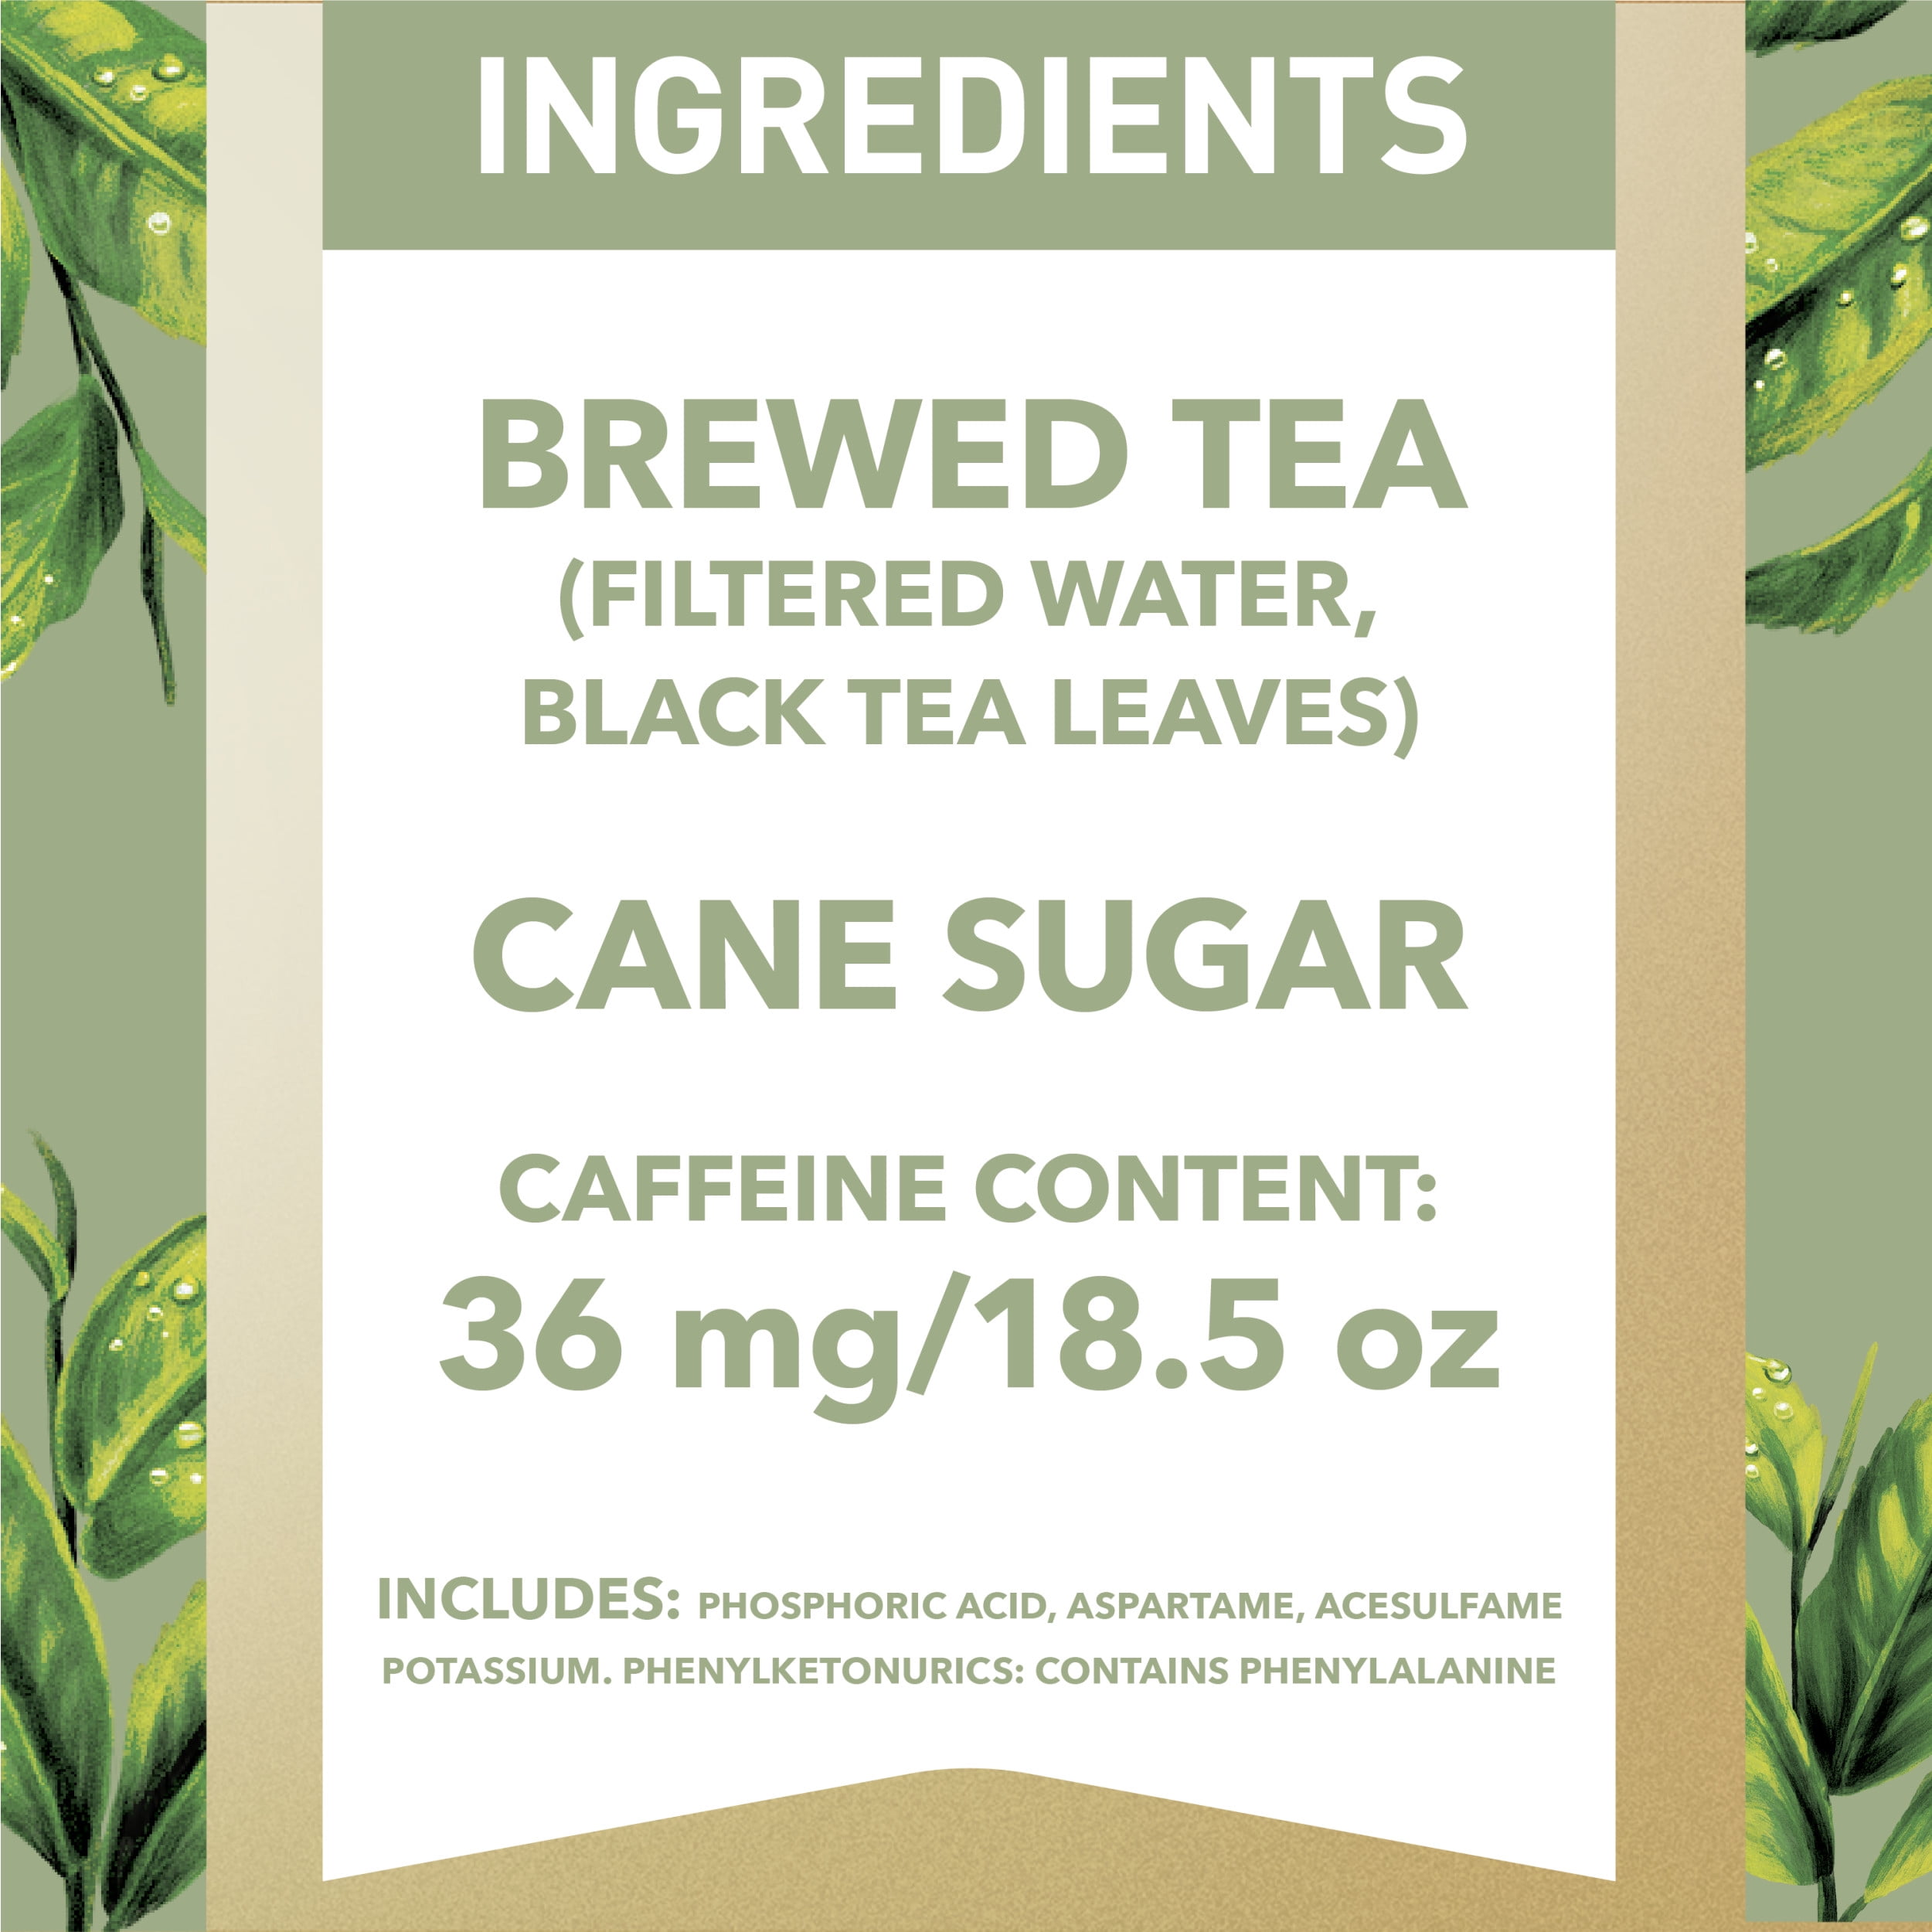 INGREDIENTS
BREWED TEA
(FILTERED WATER,
BLACK TEA LEAVES)
CANE SUGAR
CAFFEINE CONTENT:
36 mg/18.5 oz
INCLUDES: PHOSPHORIC ACID, ASPARTAME, ACESULFAME
POTASSIUM. PHENYLKETONURICS: CONTAINS PHENYLALANINE